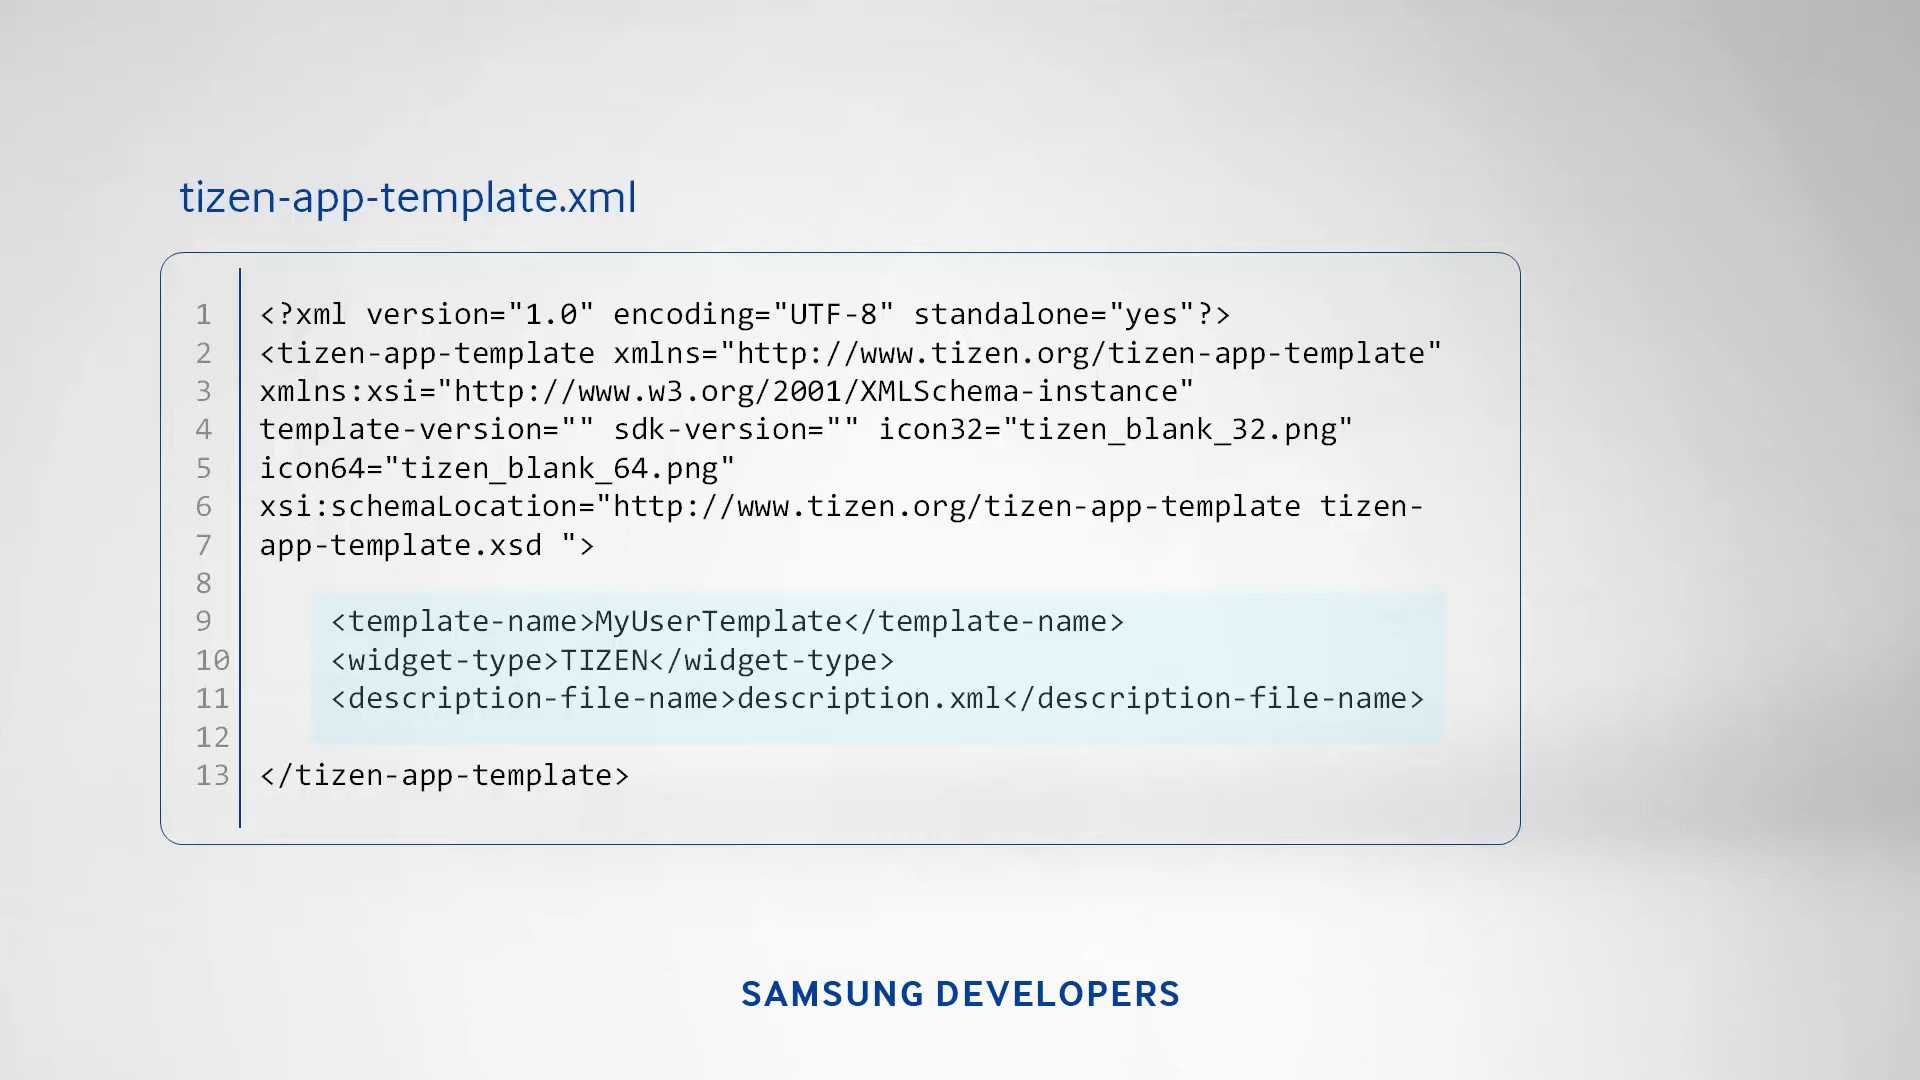 tizen-app-template.xml
1 <?xml version="1.0" encoding="UTF-8" standalone="yes"?>
2 <tizen-app-template xmlns="http://www.tizen.org/tizen-app-template"
3 xmlns:xsi="http://www.w3.org/2001/XMLSchema-instance"
4 template-version="" sdk-version="" icon32="tizen_blank_32.png"
5 icon64="tizen_blank_64.png"
6 xsi:schemaLocation="http://www.tizen.org/tizen-app-template tizen-
7 app-template.xsd ">
8
9 <template-name>MyUserTemplate</template-name>
10 <widget-type>TIZEN</widget-type>
11 <description-file-name>description.xml</description-file-name>
12
13 </tizen-app-template>
SAMSUNG DEVELOPERS